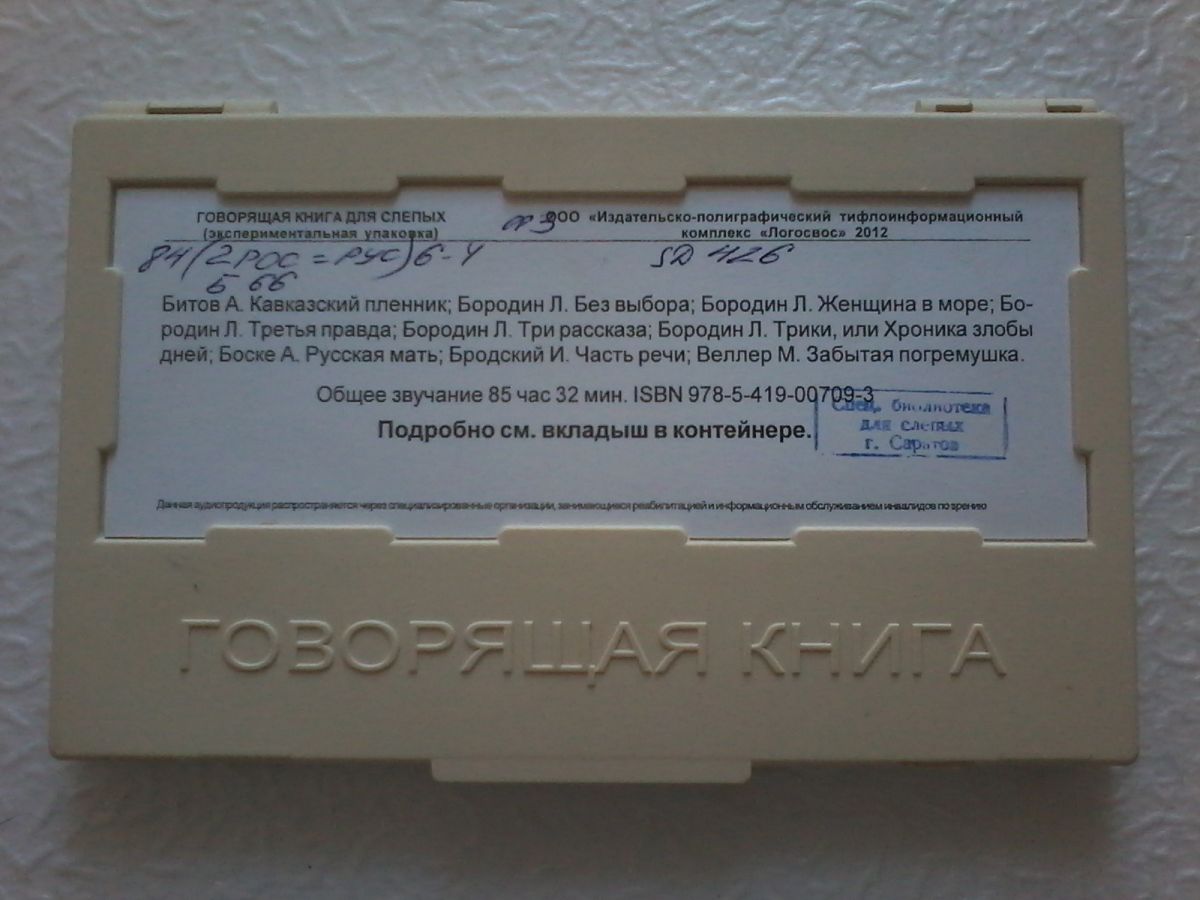 ГОВОРЯЩАЯ КНИГА ДЛЯ СЛЕПЫХ
(экспериментальная упаковка)
ООО «Издательско-полиграфический тифлоинформационный
комплекс «Логосвос» 2012
84(2РОС=РУС)6-4
Б 66
SD 426
Битов А. Кавказский пленник; Бородин Л. Без выбора; Бородин Л. Женщина в море; Бо-
родин Л. Третья правда; Бородин Л. Три рассказа; Бородин Л. Трики, или Хроника злобы
дней; Боске А. Русская мать; Бродский И. Часть речи; Веллер М. Забытая погремушка.
Общее звучание 85 час 32 мин. ISBN 978-5-419-00709-3
Подробно см. вкладыш в контейнере.
Спец. библиотека
для слепых
г. Саратов
Данная аудиопродукция распространяется через специализированные организации, занимающиеся реабилитацией и информационным обслуживанием инвалидов по зрению
ГОВОРЯЩАЯ КНИГА